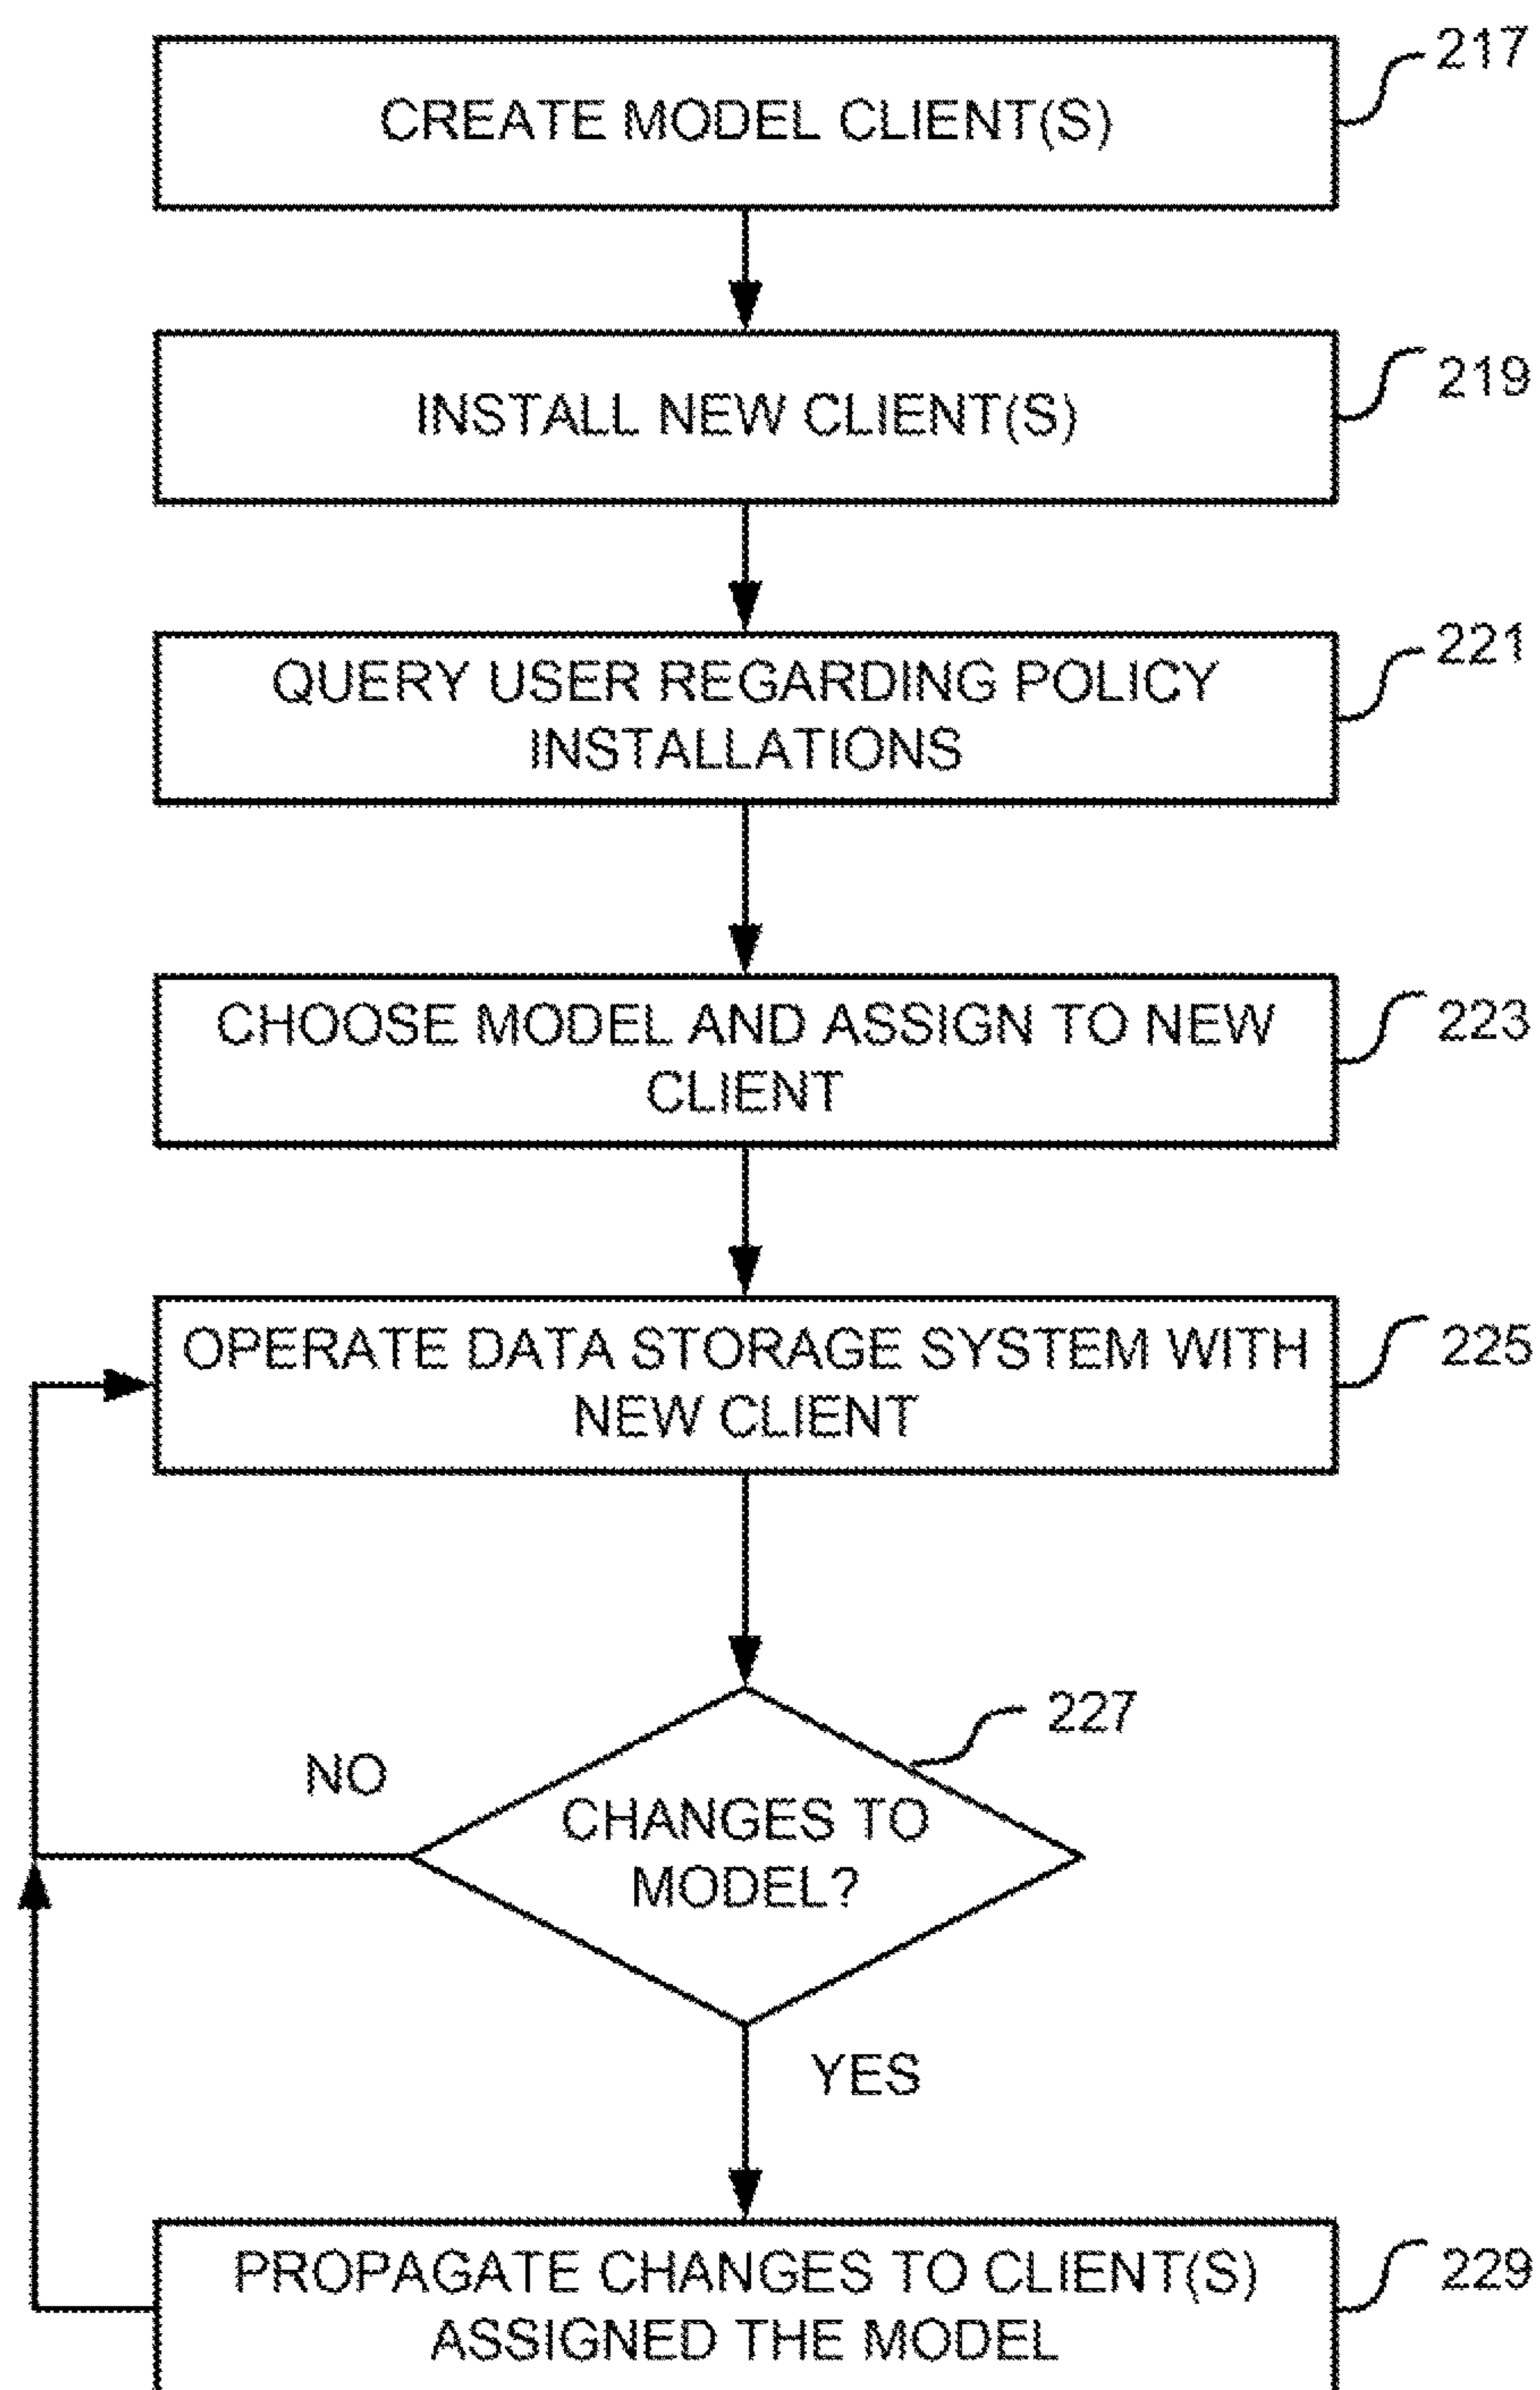 CREATE MODEL CLIENT(S)
217
INSTALL NEW CLIENT(S)
219
QUERY USER REGARDING POLICY
INSTALLATIONS
221
CHOOSE MODEL AND ASSIGN TO NEW
CLIENT
223
OPERATE DATA STORAGE SYSTEM WITH
NEW CLIENT
225
227
NO
CHANGES TO
MODEL?
YES
PROPAGATE CHANGES TO CLIENT(S)
ASSIGNED THE MODEL
229